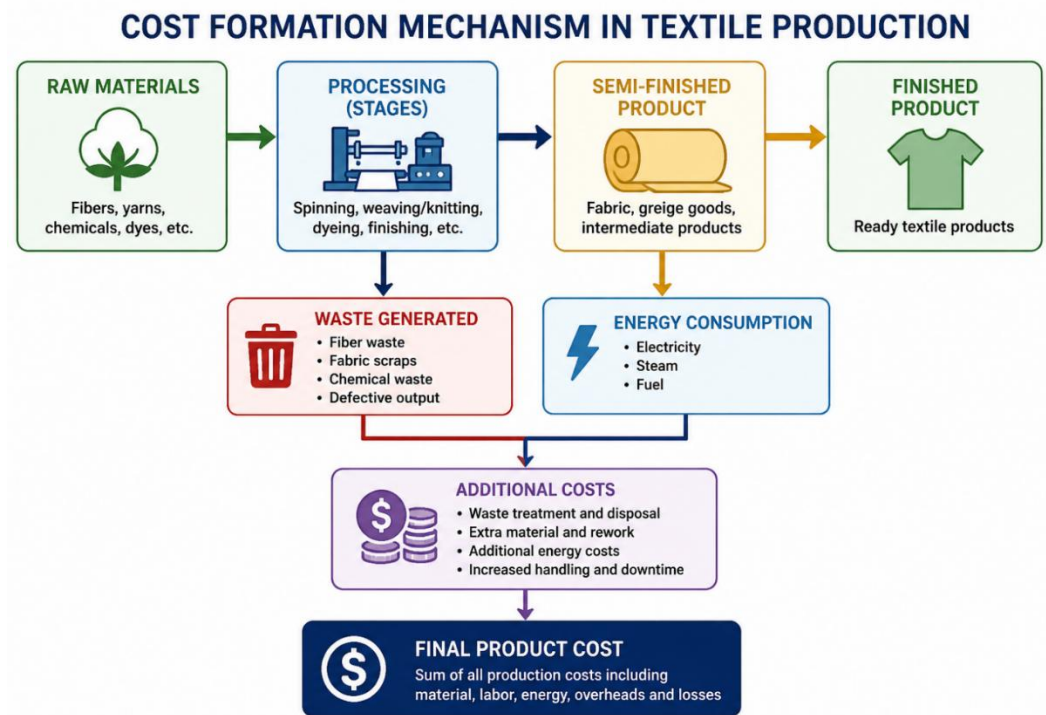 COST FORMATION MECHANISM IN TEXTILE PRODUCTION
RAW MATERIALS
Fibers, yarns,
chemicals, dyes, etc.
PROCESSING
(STAGES)
Spinning, weaving/knitting,
dyeing, finishing, etc.
SEMI-FINISHED
PRODUCT
Fabric, greige goods,
intermediate products
FINISHED
PRODUCT
Ready textile products
WASTE GENERATED
• Fiber waste
• Fabric scraps
• Chemical waste
• Defective output
ENERGY CONSUMPTION
• Electricity
• Steam
• Fuel
$
ADDITIONAL COSTS
• Waste treatment and disposal
• Extra material and rework
• Additional energy costs
• Increased handling and downtime
$
FINAL PRODUCT COST
Sum of all production costs including
material, labor, energy, overheads and losses